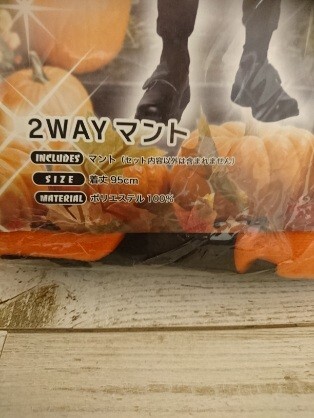 2WAY マント
INCLUDES マント（セット内容以外は含まれません）
SIZE 着丈 95cm
MATERIAL ポリエステル 100%